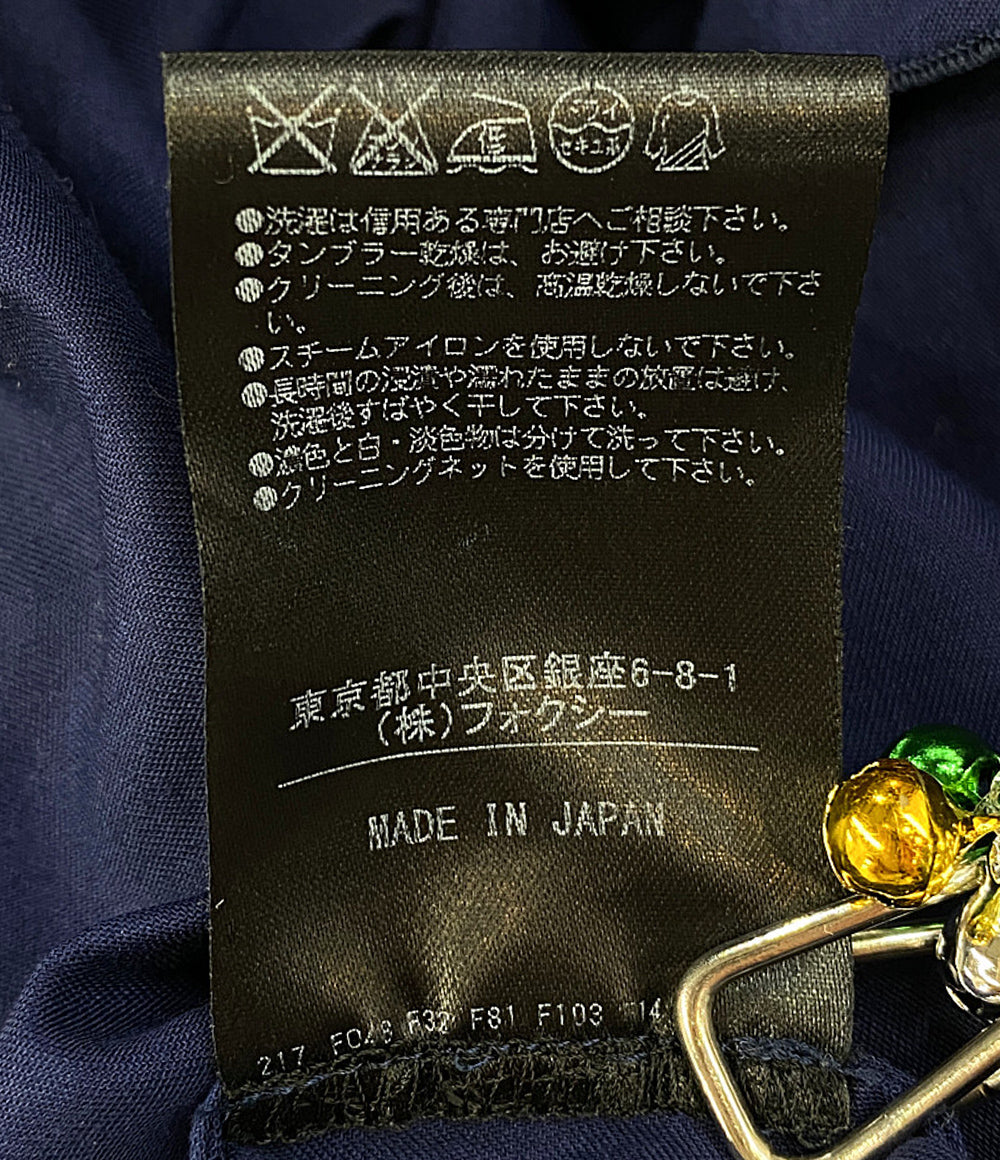 エンソ サラシ 低 ドライ
セキユ系
●洗濯は信用ある専門店へご相談下さい。
●タンブラー乾燥は、お避け下さい。
●クリーニング後は、高温乾燥しないで下さ
い。
●スチームアイロンを使用しないで下さい。
●長時間の浸漬や濡れたままの放置は避け、
洗濯後すばやく干して下さい。
●濃色と白・淡色物は分けて洗って下さい。
●クリーニングネットを使用して下さい。
東京都中央区銀座6-8-1
(株)フォクシー
MADE IN JAPAN
217 F048 F32 F81 F103